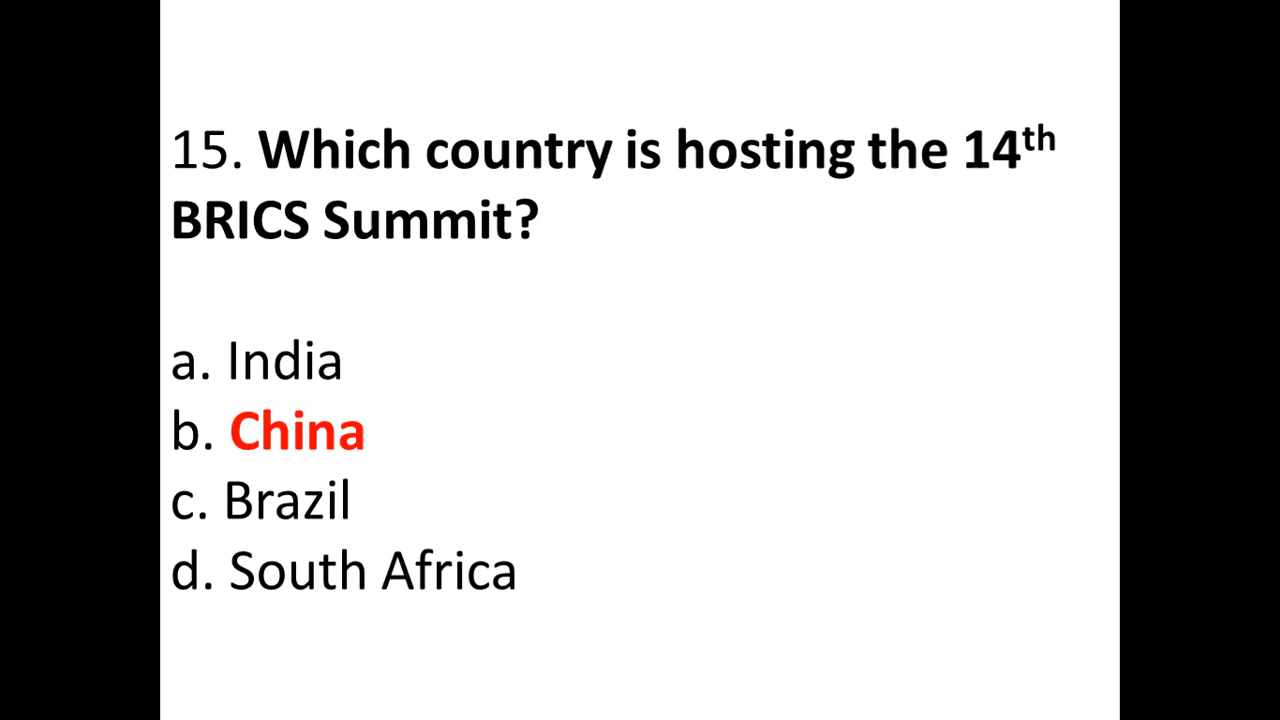 15. Which country is hosting the 14th
BRICS Summit?
a. India
b. China
c. Brazil
d. South Africa